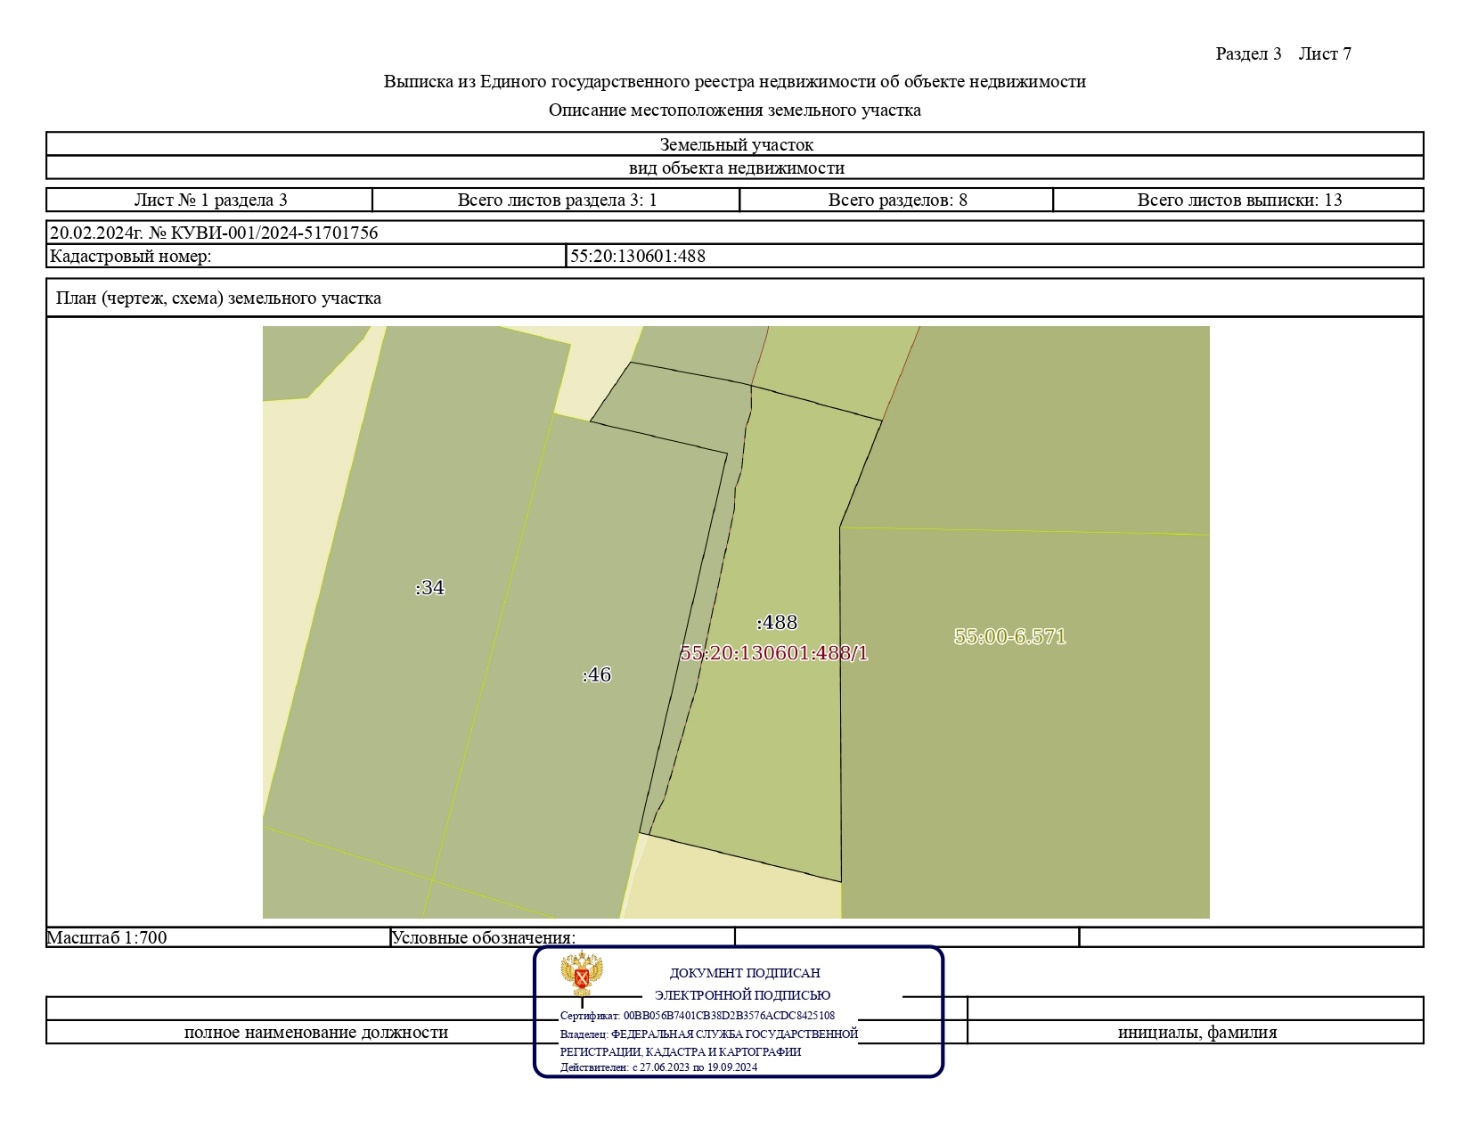 Раздел 3 Лист 7
Выписка из Единого государственного реестра недвижимости об объекте недвижимости
Описание местоположения земельного участка
Земельный участок
вид объекта недвижимости
Лист № 1 раздела 3 Всего листов раздела 3: 1 Всего разделов: 8 Всего листов выписки: 13
20.02.2024г. № КУВИ-001/2024-51701756
Кадастровый номер: 55:20:130601:488
План (чертеж, схема) земельного участка
:34
:488
55:00-6.571
55:20:130601:488/1
:46
Масштаб 1:700 Условные обозначения:
ДОКУМЕНТ ПОДПИСАН
ЭЛЕКТРОННОЙ ПОДПИСЬЮ
Сертификат: 00BB056B7401CB38D2B3576ACDC8425108
полное наименование должности инициалы, фамилия
Владелец: ФЕДЕРАЛЬНАЯ СЛУЖБА ГОСУДАРСТВЕННОЙ
РЕГИСТРАЦИИ, КАДАСТРА И КАРТОГРАФИИ
Действителен: с 27.06.2023 по 19.09.2024